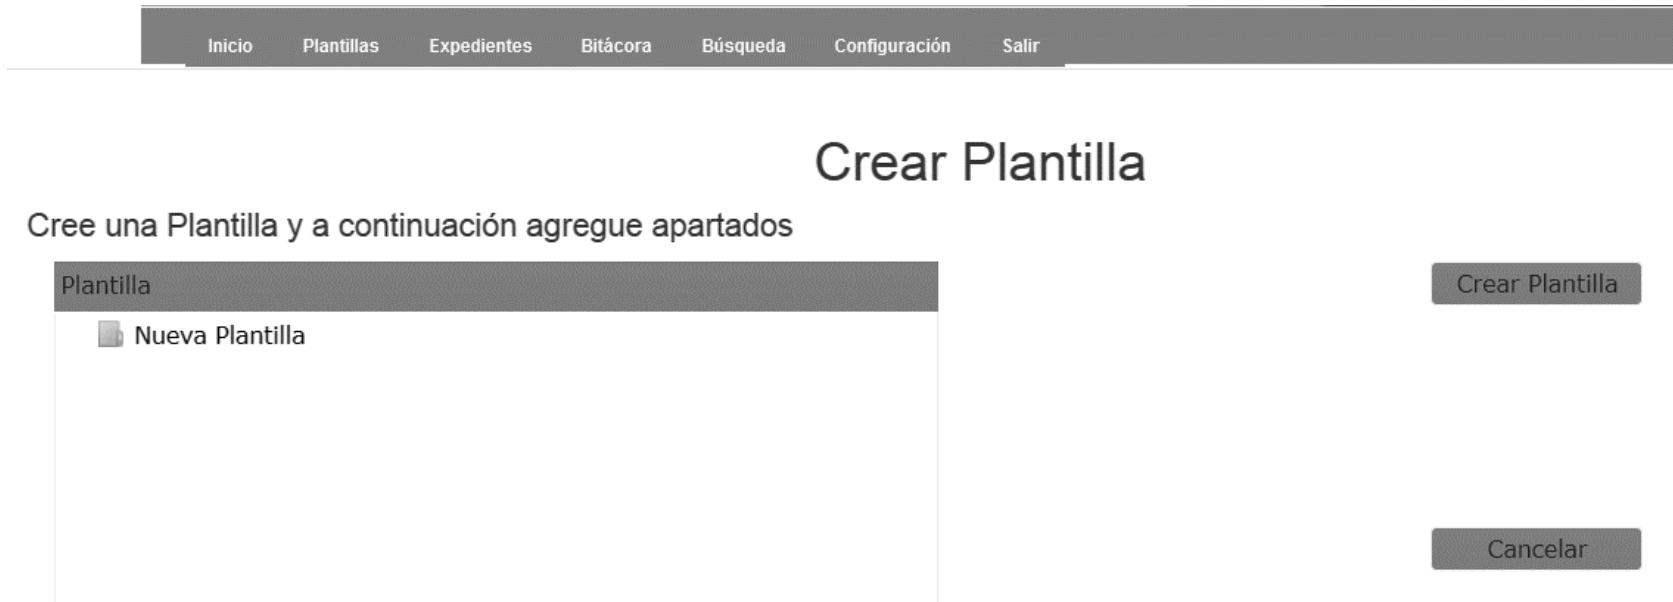 Inicio Plantillas Expedientes Bitácora Búsqueda Configuración Salir
Crear Plantilla
Cree una Plantilla y a continuación agregue apartados
Plantilla
Crear Plantilla
Nueva Plantilla
Cancelar